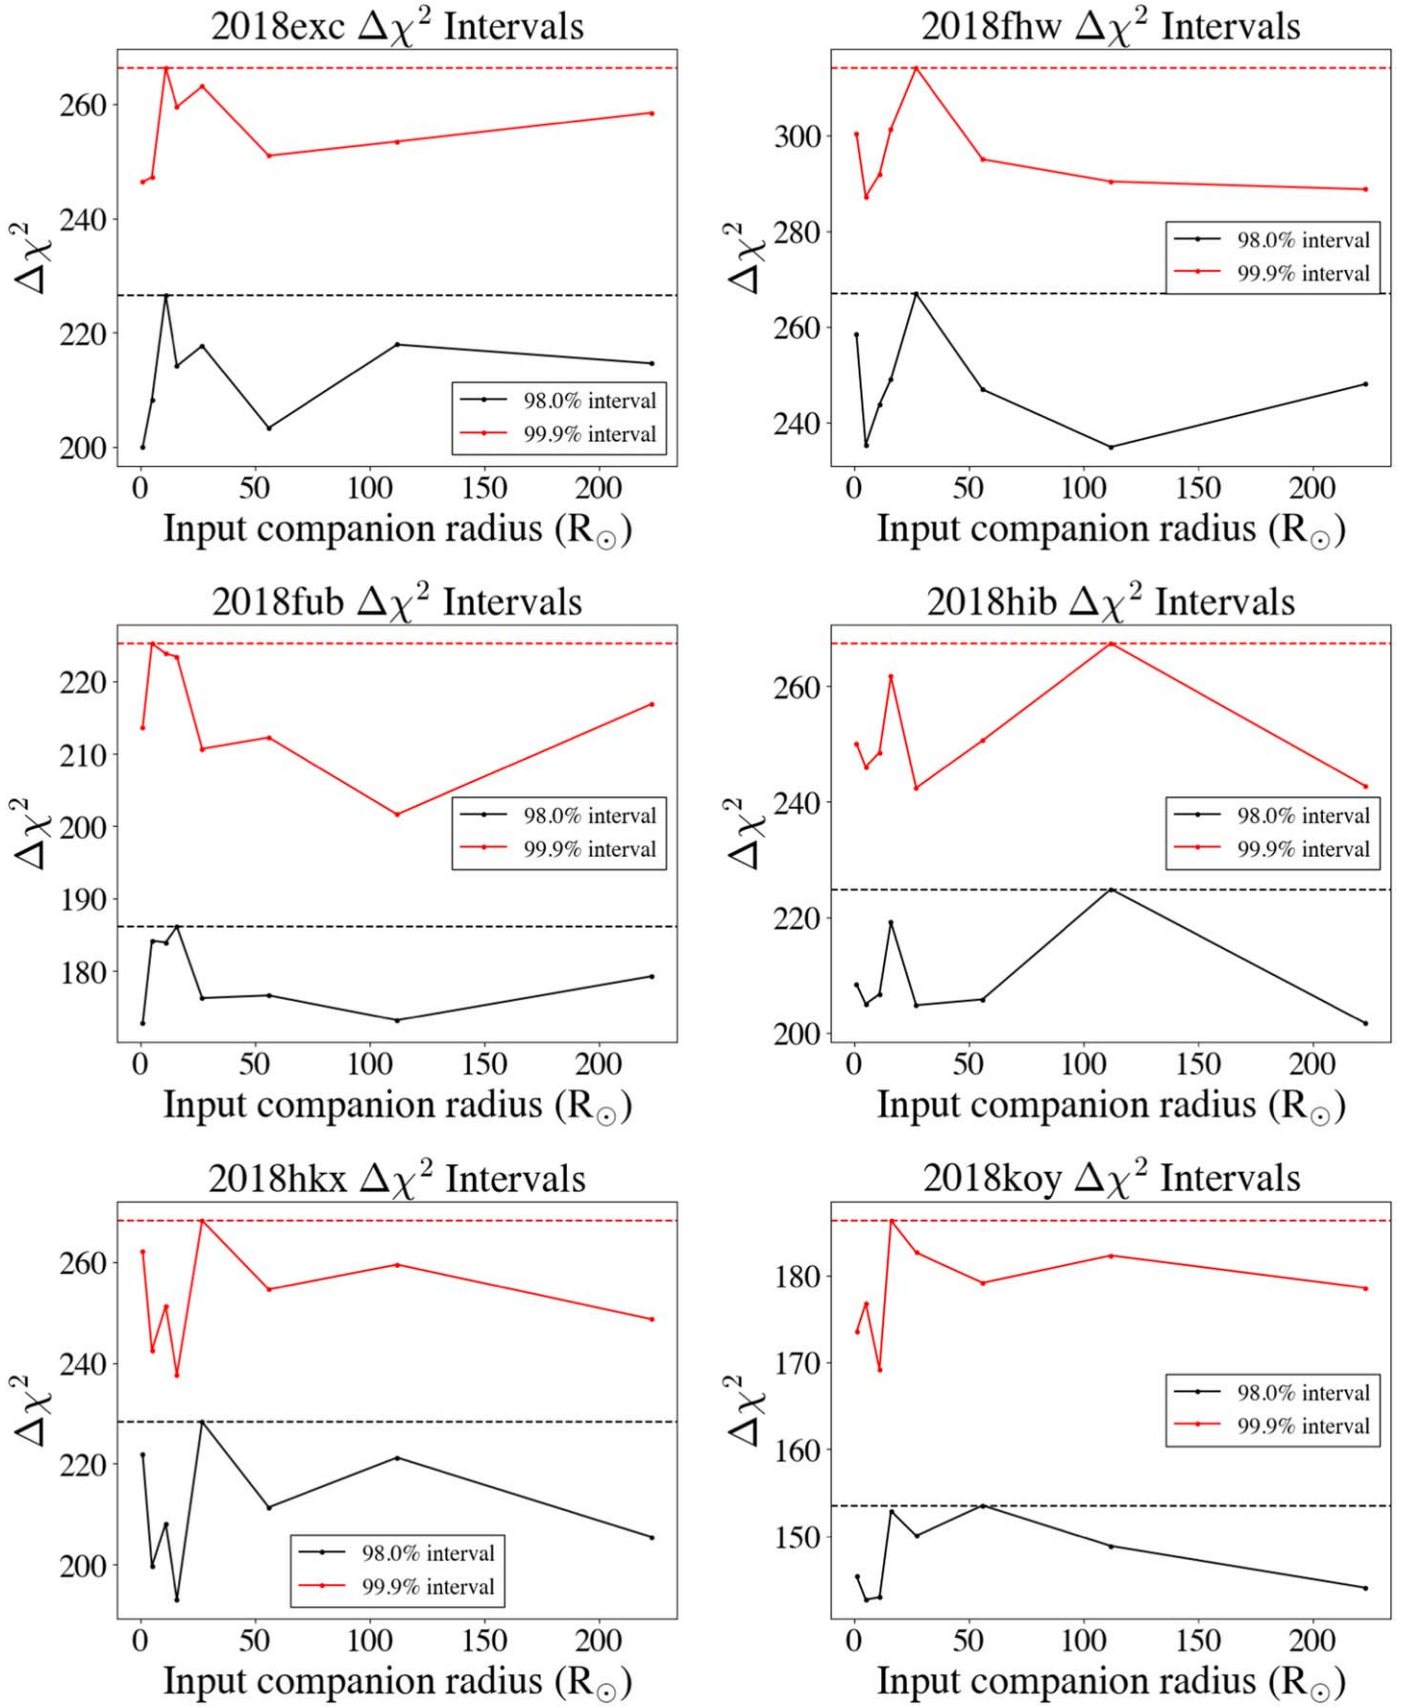 2018exc Δχ² Intervals
260
240
220
200
Δχ²
98.0% interval
99.9% interval
0 50 100 150 200
Input companion radius (R☉)
2018fhw Δχ² Intervals
300
280
260
240
Δχ²
98.0% interval
99.9% interval
0 50 100 150 200
Input companion radius (R☉)
2018fub Δχ² Intervals
220
210
200
190
180
Δχ²
98.0% interval
99.9% interval
0 50 100 150 200
Input companion radius (R☉)
2018hib Δχ² Intervals
260
240
220
200
Δχ²
98.0% interval
99.9% interval
0 50 100 150 200
Input companion radius (R☉)
2018hkx Δχ² Intervals
260
240
220
200
Δχ²
98.0% interval
99.9% interval
0 50 100 150 200
Input companion radius (R☉)
2018koy Δχ² Intervals
180
170
160
150
Δχ²
98.0% interval
99.9% interval
0 50 100 150 200
Input companion radius (R☉)